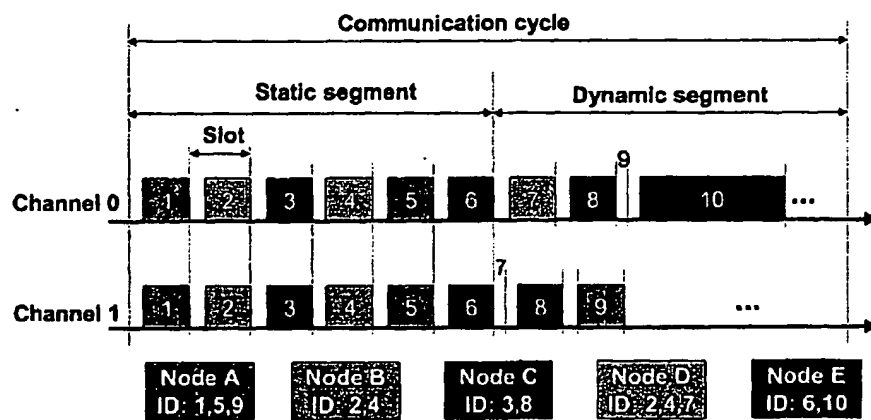 Communication cycle
Static segment
Dynamic segment
Slot
9
Channel 0
1 2 3 4 5 6 7 8 10 ...
7
Channel 1
1 2 3 4 5 6 8 9 ...
Node A
ID: 1,5,9
Node B
ID: 2,4
Node C
ID: 3,8
Node D
ID: 2,4,7
Node E
ID: 6,10